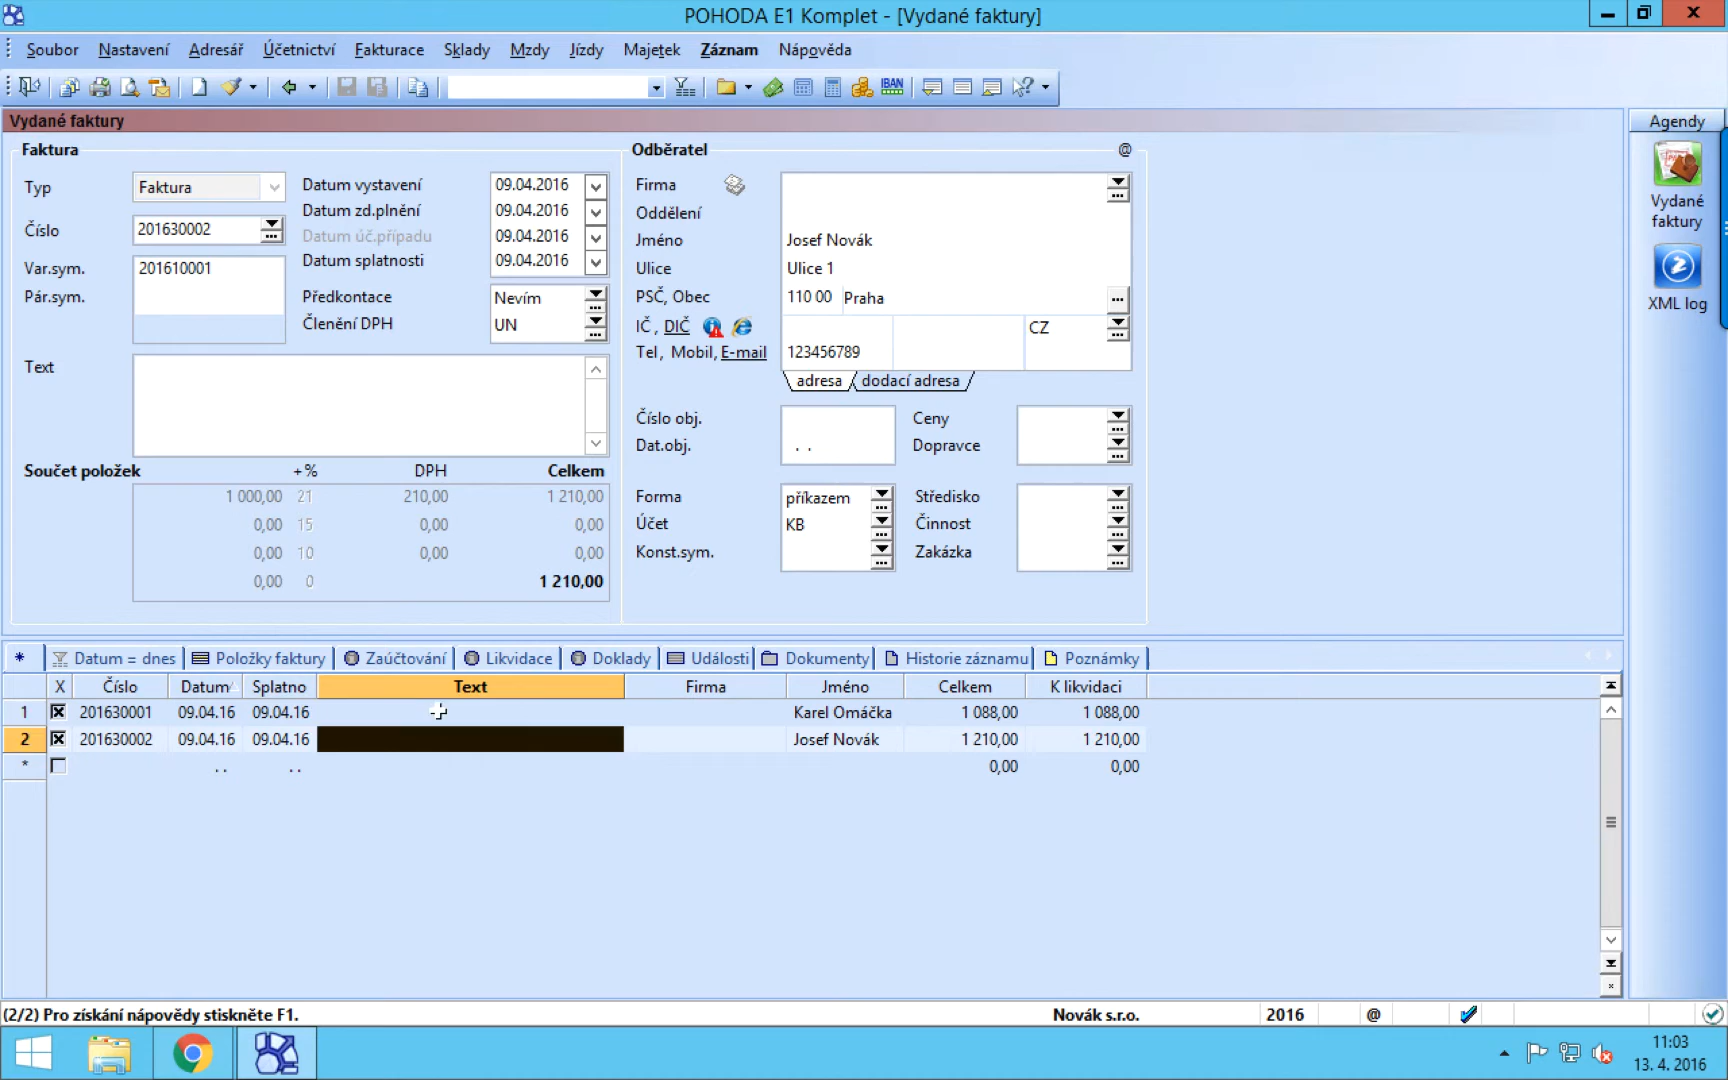 POHODA E1 Komplet - [Vydané faktury]
Soubor Nastavení Adresář Účetnictví Fakturace Sklady Mzdy Jízdy Majetek Záznam Nápověda
IBAN
Vydané faktury
Agendy
Faktura
Typ Faktura
Číslo 201630002
Var.sym. 201610001
Pár.sym.
Datum vystavení 09.04.2016
Datum zd.plnění 09.04.2016
Datum úč.případu 09.04.2016
Datum splatnosti 09.04.2016
Předkontace Nevím
Členění DPH UN
Text
Součet položek +% DPH Celkem
1 000,00 21 210,00 1 210,00
0,00 15 0,00 0,00
0,00 10 0,00 0,00
0,00 0 1 210,00
Odběratel @
Firma
Oddělení
Jméno Josef Novák
Ulice Ulice 1
PSČ, Obec 110 00 Praha
IČ, DIČ CZ
Tel, Mobil, E-mail 123456789
adresa dodací adresa
Číslo obj. Ceny
Dat.obj. . . Dopravce
Forma příkazem Středisko
Účet KB Činnost
Konst.sym. Zakázka
Vydané
faktury
XML log
* Datum = dnes Položky faktury Zaúčtování Likvidace Doklady Události Dokumenty Historie záznamu Poznámky
X Číslo Datum Splatno Text Firma Jméno Celkem K likvidaci
1 201630001 09.04.16 09.04.16 Karel Omáčka 1 088,00 1 088,00
2 201630002 09.04.16 09.04.16 Josef Novák 1 210,00 1 210,00
* . . . . 0,00 0,00
(2/2) Pro získání nápovědy stiskněte F1. Novák s.r.o. 2016 @
11:03
13. 4. 2016